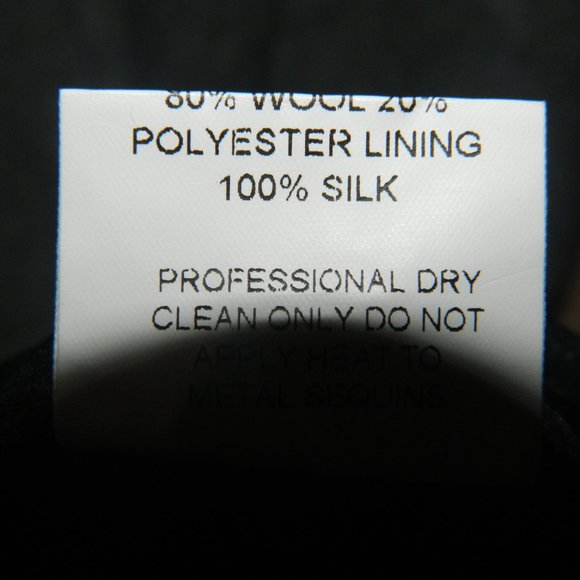 80% WOOL 20%
POLYESTER LINING
100% SILK
PROFESSIONAL DRY
CLEAN ONLY DO NOT
APPLY HEAT TO
METAL SEQUINS